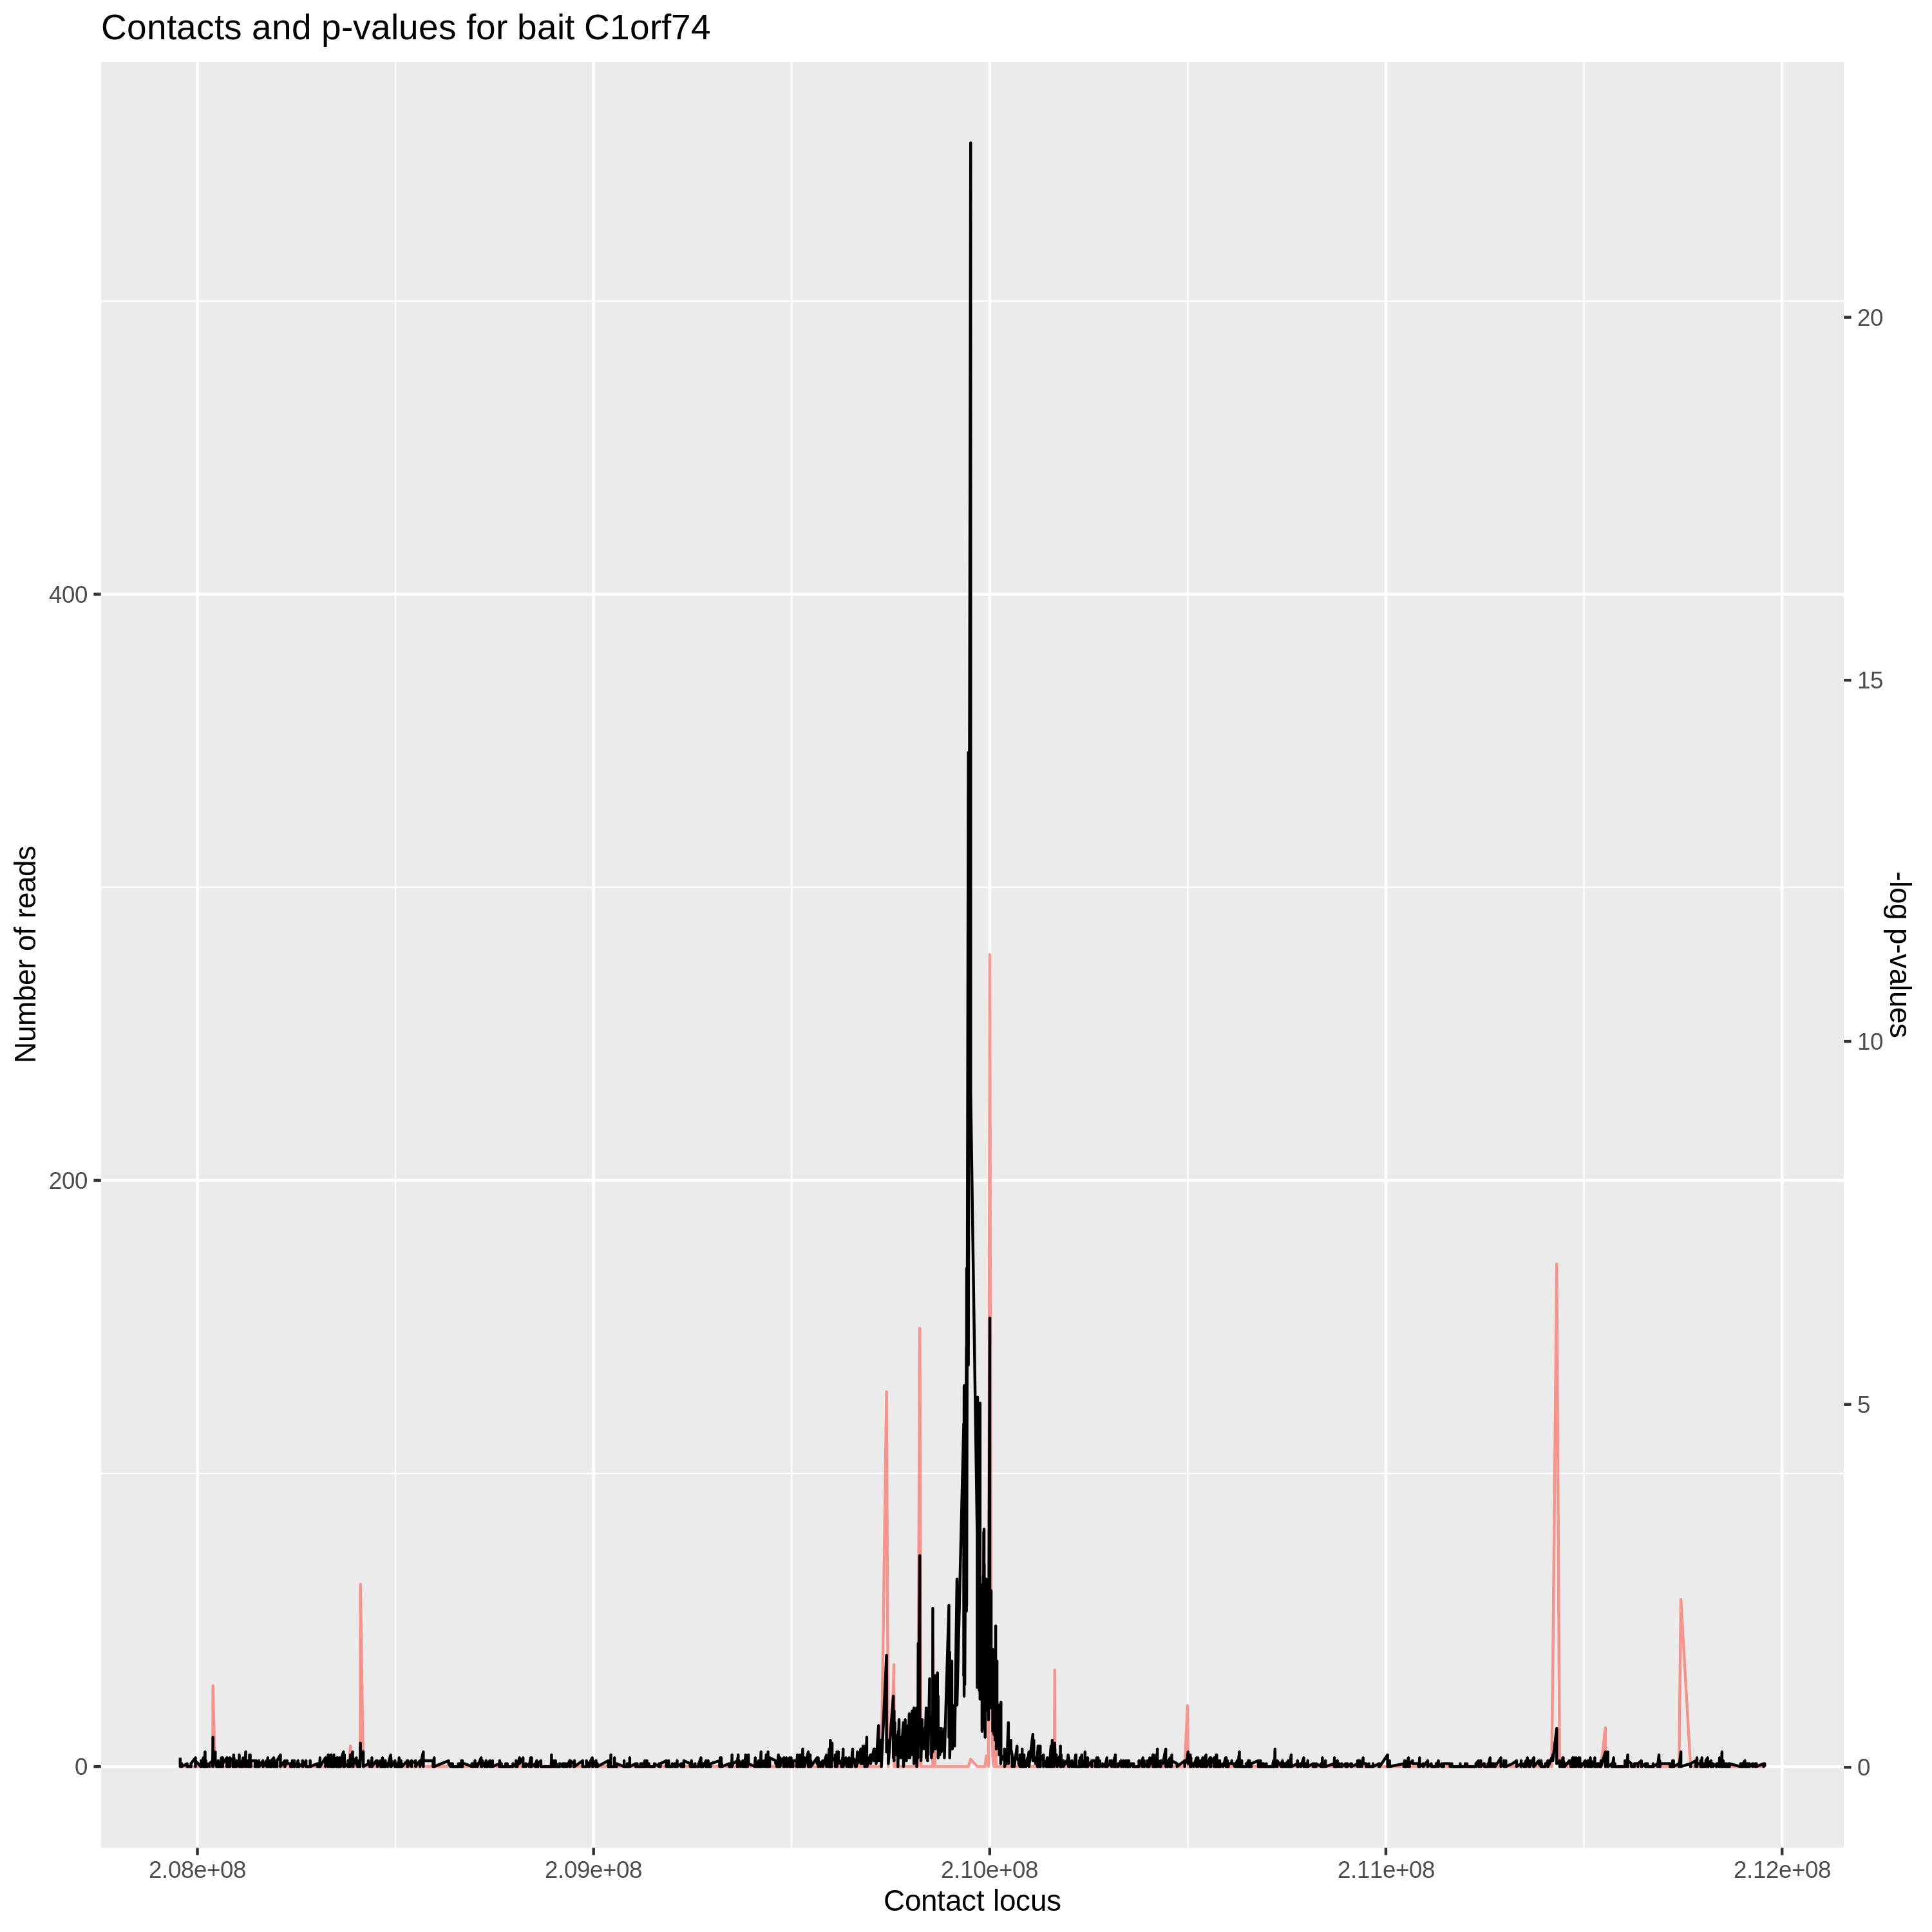 Contacts and p-values for bait C1orf74
Number of reads
400
200
0
20
15
10
5
0
-log p-values
2.08e+08 2.09e+08 2.10e+08 2.11e+08 2.12e+08
Contact locus